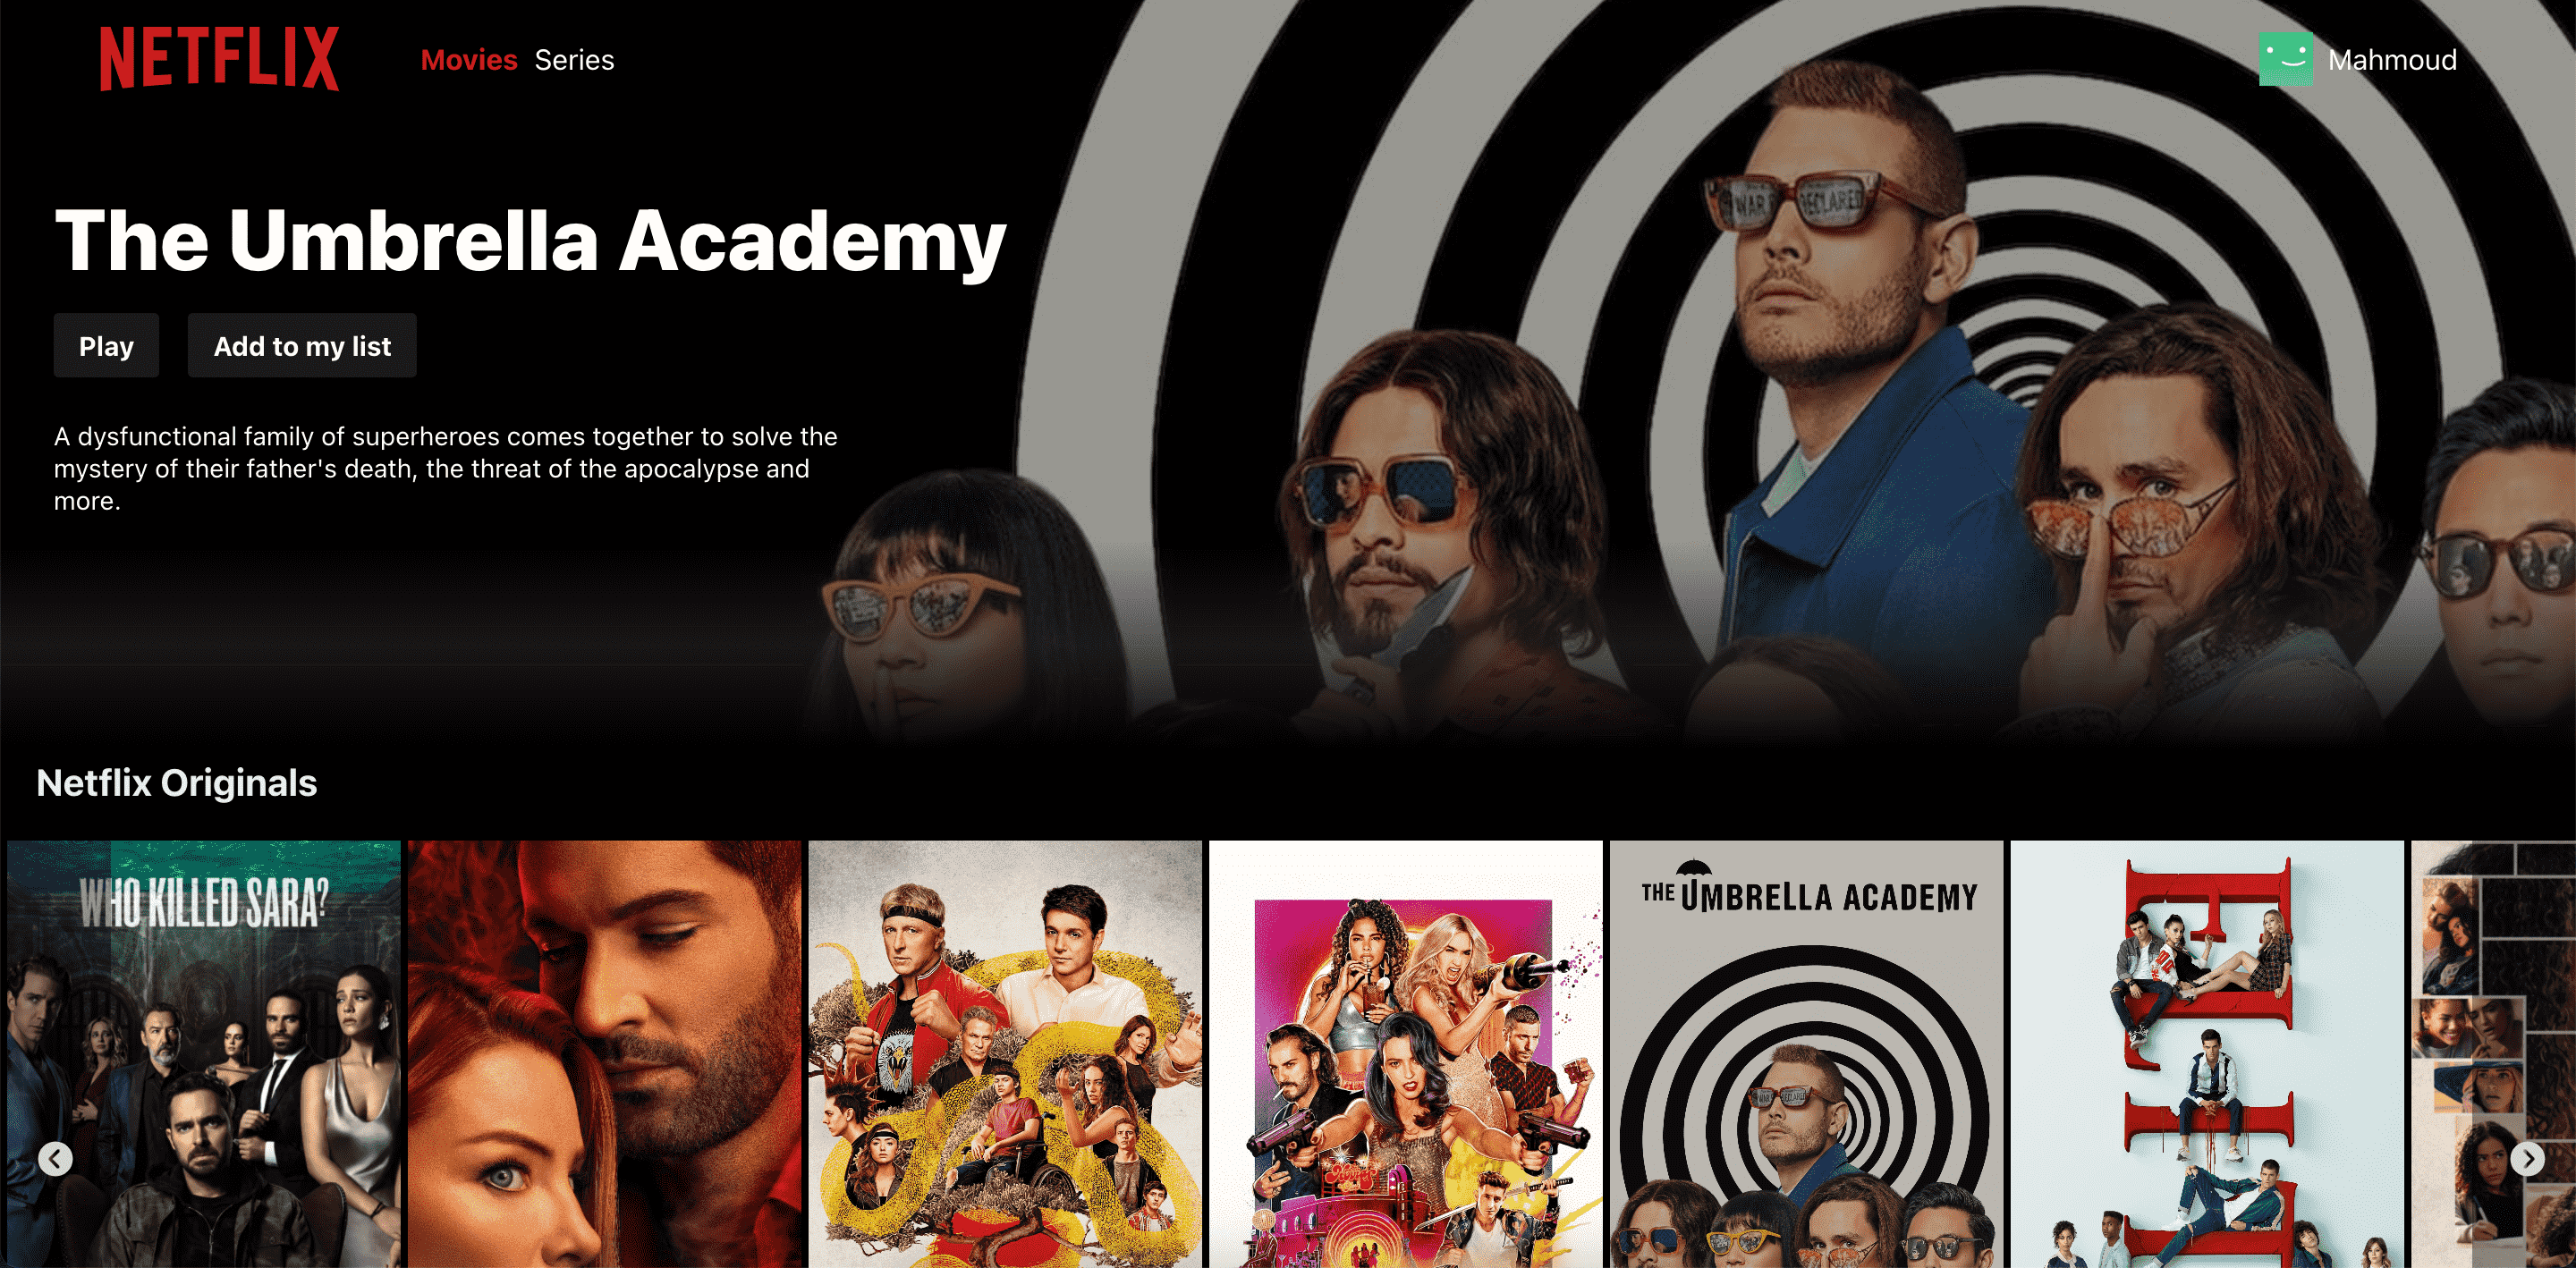 NETFLIX
Movies Series
Mahmoud
WAR DECLARED
The Umbrella Academy
Play
Add to my list
A dysfunctional family of superheroes comes together to solve the
mystery of their father's death, the threat of the apocalypse and
more.
Netflix Originals
WHO KILLED SARA?
THE UMBRELLA ACADEMY